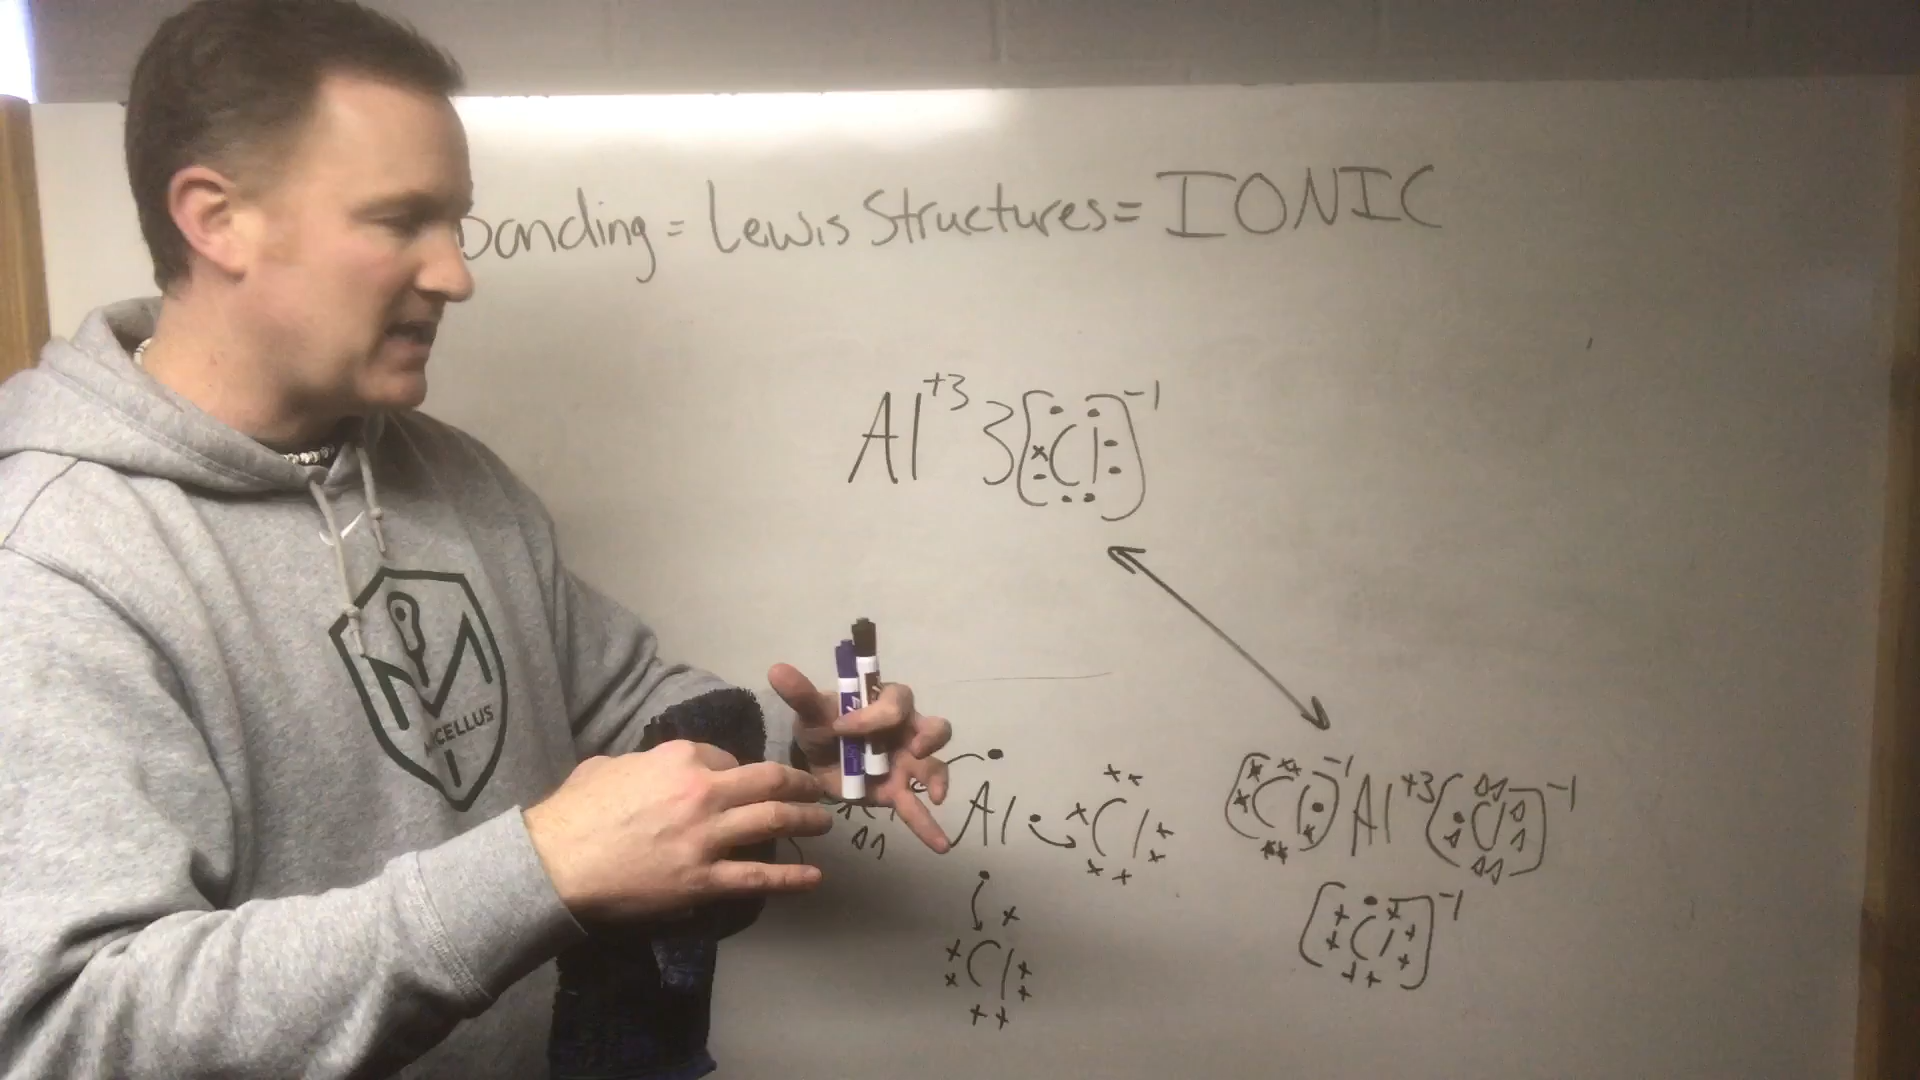 Bonding = Lewis Structures = IONIC
Al+3 3[Cl]-1
MARCELLUS
Al Cl
Cl
[Cl]-1 Al+3 [Cl]-1
[Cl]-1